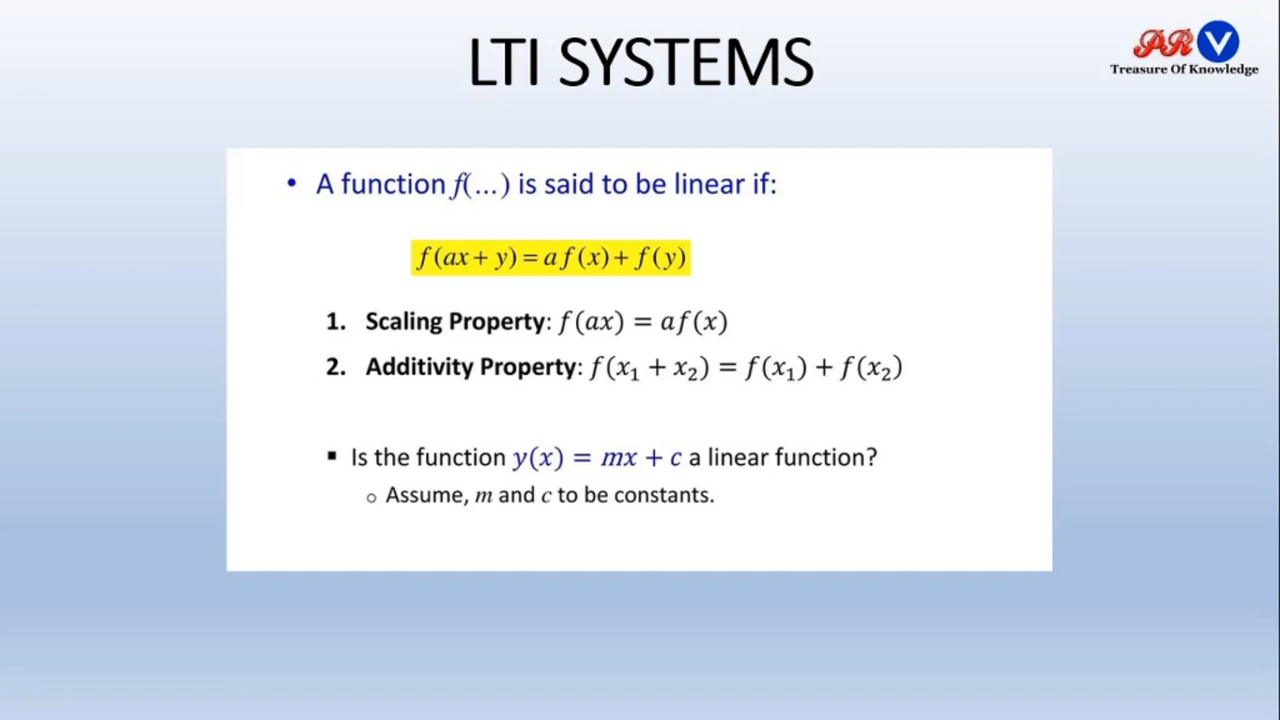 LTI SYSTEMS
PR V
Treasure Of Knowledge
• A function f(...) is said to be linear if:
f(ax + y) = a f(x) + f(y)
1. Scaling Property: f(ax) = af(x)
2. Additivity Property: f(x₁ + x₂) = f(x₁) + f(x₂)
▪ Is the function y(x) = mx + c a linear function?
○ Assume, m and c to be constants.